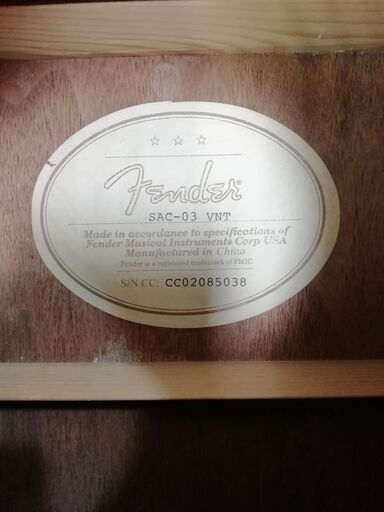 Fender®
SAC-03 VNT
Made in accordance to specifications of
Fender Musical Instruments Corp USA
Manufactured in China
Fender is a registered trademark of FMIC
S/N CC: CC02085038